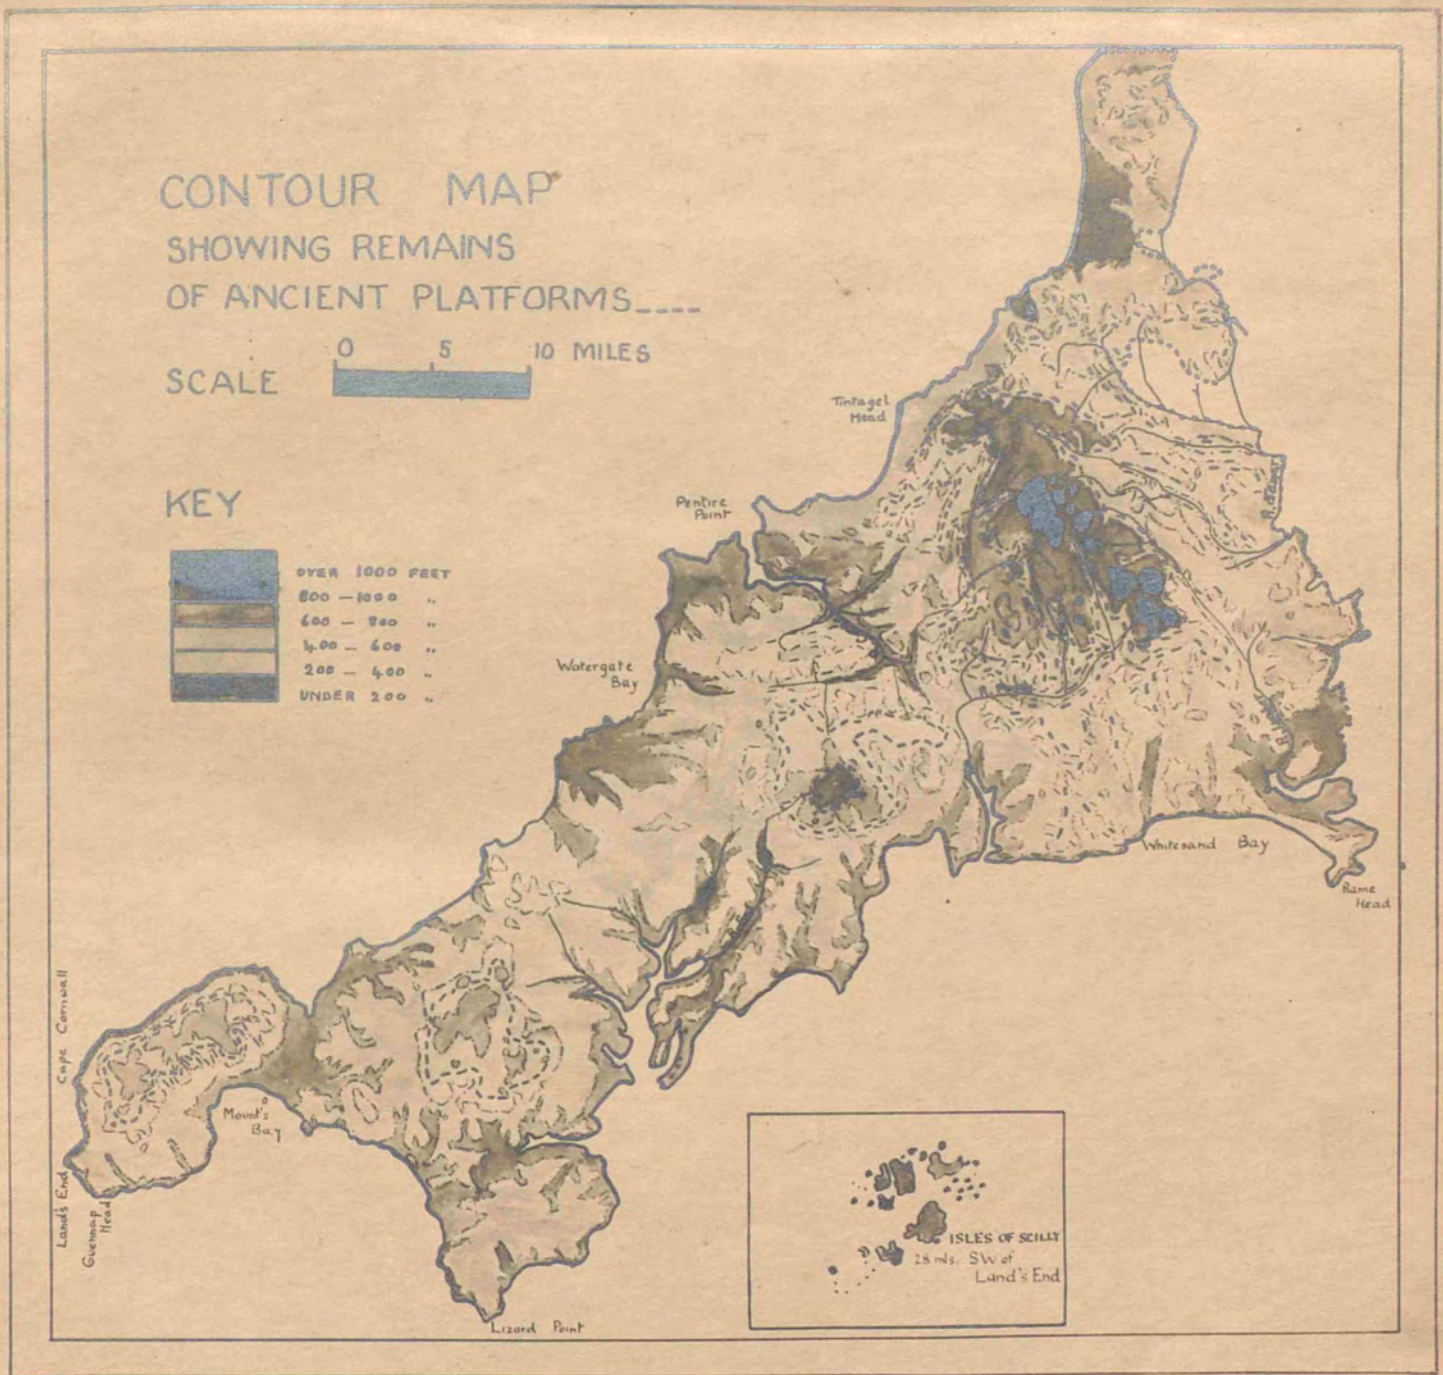 CONTOUR MAP
SHOWING REMAINS
OF ANCIENT PLATFORMS____
0 5 10 MILES
SCALE
KEY
OVER 1000 FEET
800 – 1000 "
600 – 800 "
400 – 600 "
200 – 400 "
UNDER 200 "
Tintagel
Head
Pentire
Point
Watergate
Bay
R. Tamar
Whitesand Bay
Rame
Head
Cape Cornwall
Land's End
Gwennap
Head
Mount's
Bay
Lizard Point
ISLES OF SCILLY
28 mls. SW of
Land's End